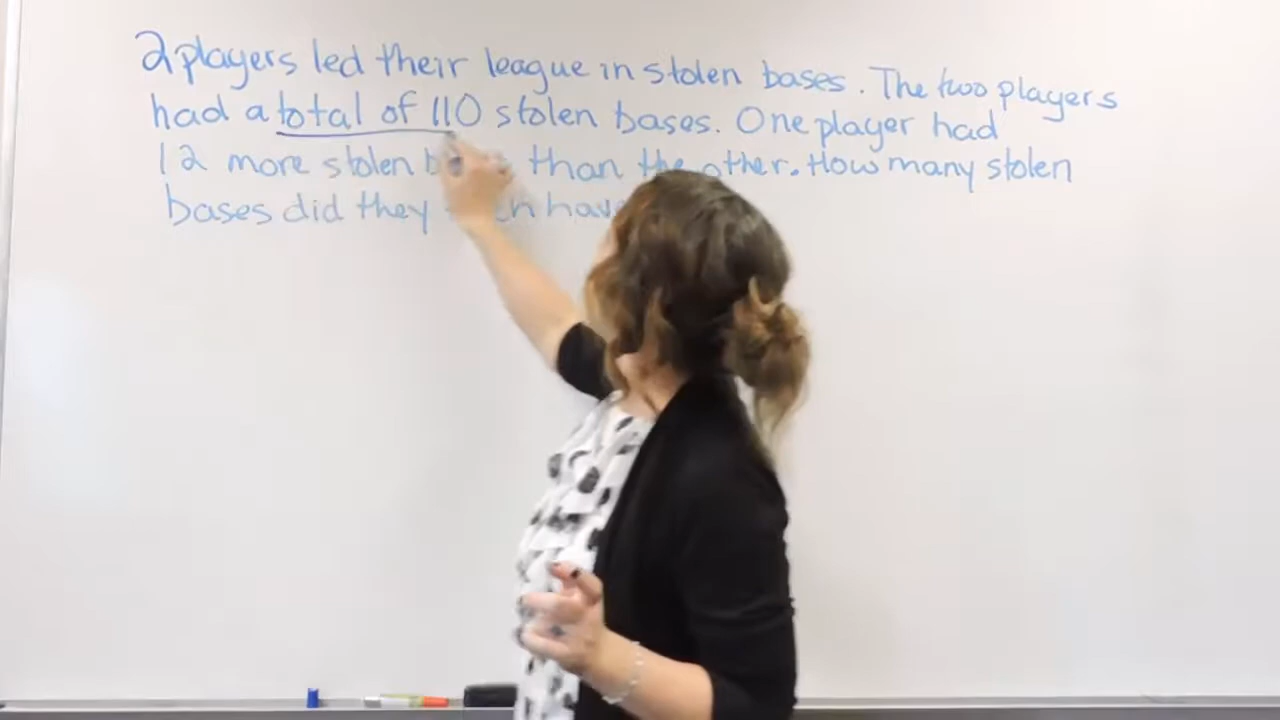 2 players led their league in stolen bases. The two players
had a total of 110 stolen bases. One player had
12 more stolen than the other. How many stolen
bases did they have